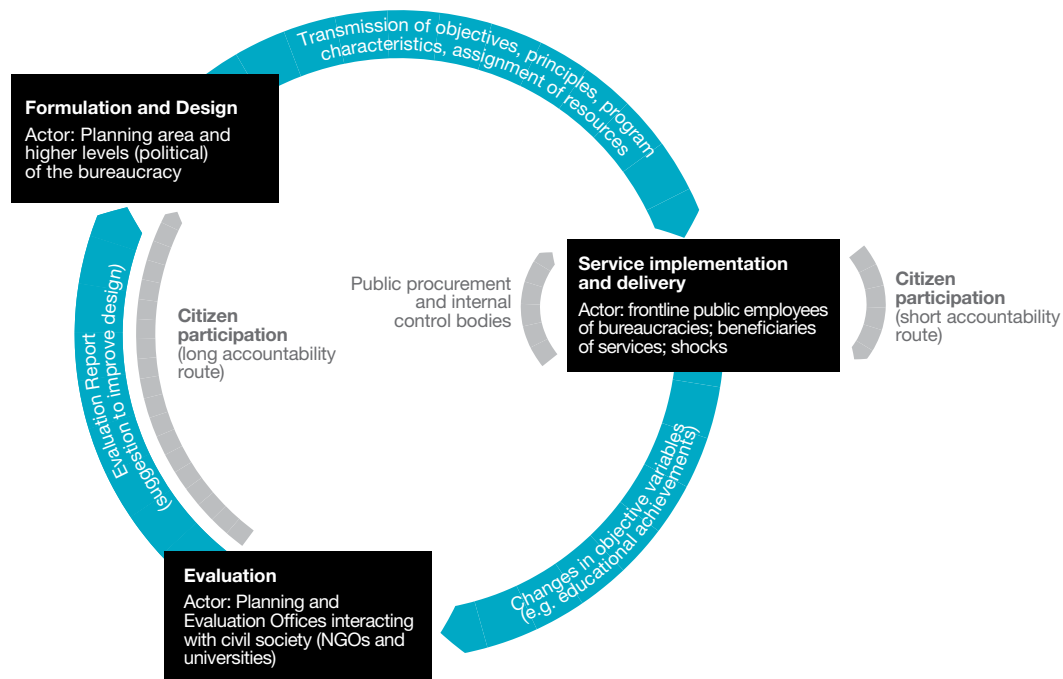 Transmission of objectives, principles, program
characteristics, assignment of resources
Formulation and Design
Actor: Planning area and
higher levels (political)
of the bureaucracy
Service implementation
and delivery
Actor: frontline public employees
of bureaucracies; beneficiaries
of services; shocks
Public procurement
and internal
control bodies
Citizen
participation
(short accountability
route)
Citizen
participation
(long accountability
route)
Evaluation Report
(suggestion to improve design)
Changes in objective variables
(e.g. educational achievements)
Evaluation
Actor: Planning and
Evaluation Offices interacting
with civil society (NGOs and
universities)